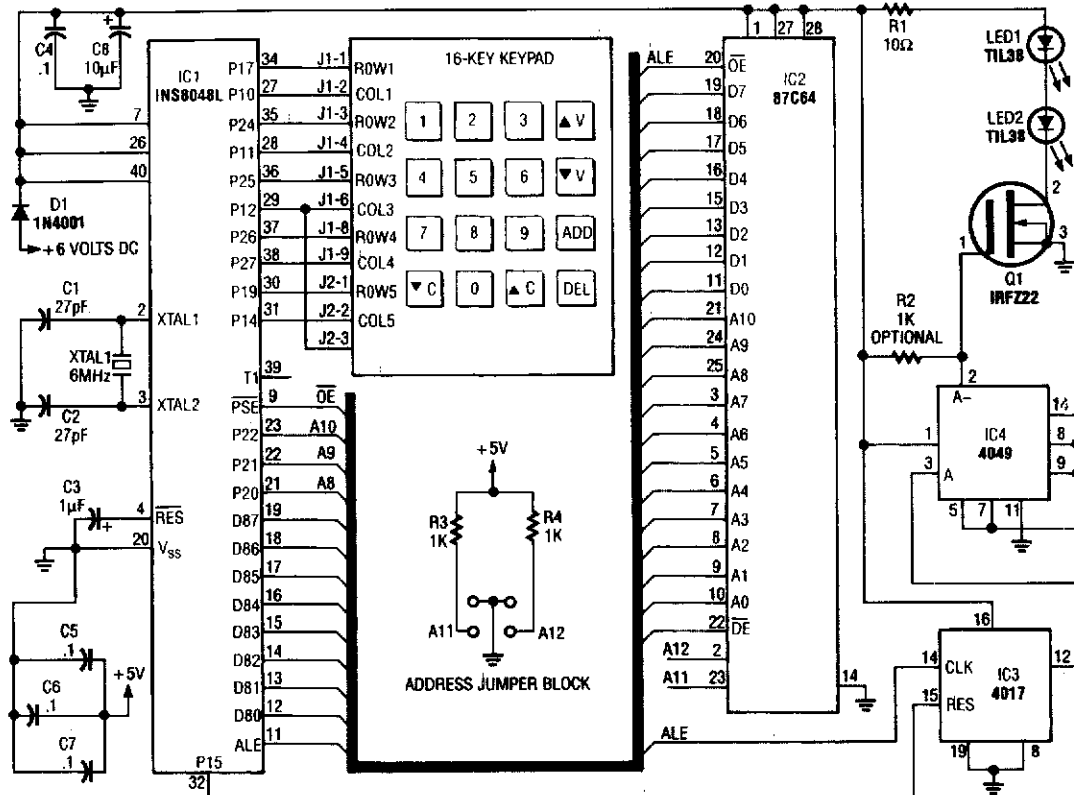 C4
.1
+
C8
10µF
7
26
40
D1
1N4001
+6 VOLTS DC
C1
27pF
XTAL1
6MHz
C2
27pF
C3
1µF
+
C5
.1
C6
.1
C7
.1
+5V
IC1
INS8048L
2 XTAL1
3 XTAL2
4 RES
20 VSS
P17 34 J1-1 ROW1
P10 27 J1-2 COL1
P24 35 J1-3 ROW2
P11 28 J1-4 COL2
P25 36 J1-5 ROW3
P12 29 J1-6 COL3
P26 37 J1-8 ROW4
P27 38 J1-9 COL4
P19 30 J2-1 ROW5
P14 31 J2-2 COL5
J2-3
T1 39
PSE 9 OE
P22 23 A10
P21 22 A9
P20 21 A8
D87 19
D86 18
D85 17
D84 16
D83 15
D82 14
D81 13
D80 12
ALE 11
P15
32
16-KEY KEYPAD
1 2 3 ▲V
4 5 6 ▼V
7 8 9 ADD
▼C 0 ▲C DEL
+5V
R3
1K
R4
1K
A11
A12
ADDRESS JUMPER BLOCK
1 27 28
IC2
87C64
ALE 20 OE
19 D7
18 D6
17 D5
16 D4
15 D3
13 D2
12 D1
11 D0
21 A10
24 A9
25 A8
3 A7
4 A6
5 A5
6 A4
7 A3
8 A2
9 A1
10 A0
22 DE
A12 2
A11 23
14
ALE
R1
10Ω
LED1
TIL38
LED2
TIL38
2
1
3
Q1
IRFZ22
R2
1K
OPTIONAL
2
A-
1
3 A
IC4
4049
14
8
9
5 7 11
16
14 CLK
15 RES
IC3
4017
12
19 8